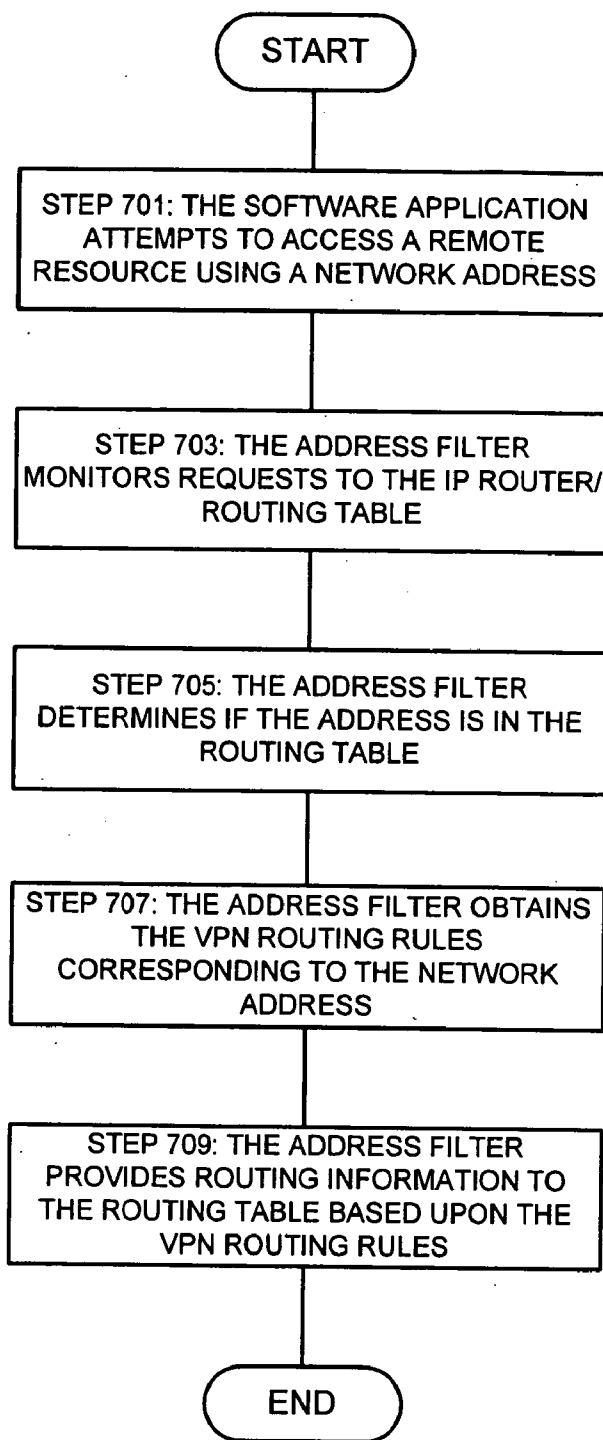 START
STEP 701: THE SOFTWARE APPLICATION
ATTEMPTS TO ACCESS A REMOTE
RESOURCE USING A NETWORK ADDRESS
STEP 703: THE ADDRESS FILTER
MONITORS REQUESTS TO THE IP ROUTER/
ROUTING TABLE
STEP 705: THE ADDRESS FILTER
DETERMINES IF THE ADDRESS IS IN THE
ROUTING TABLE
STEP 707: THE ADDRESS FILTER OBTAINS
THE VPN ROUTING RULES
CORRESPONDING TO THE NETWORK
ADDRESS
STEP 709: THE ADDRESS FILTER
PROVIDES ROUTING INFORMATION TO
THE ROUTING TABLE BASED UPON THE
VPN ROUTING RULES
END